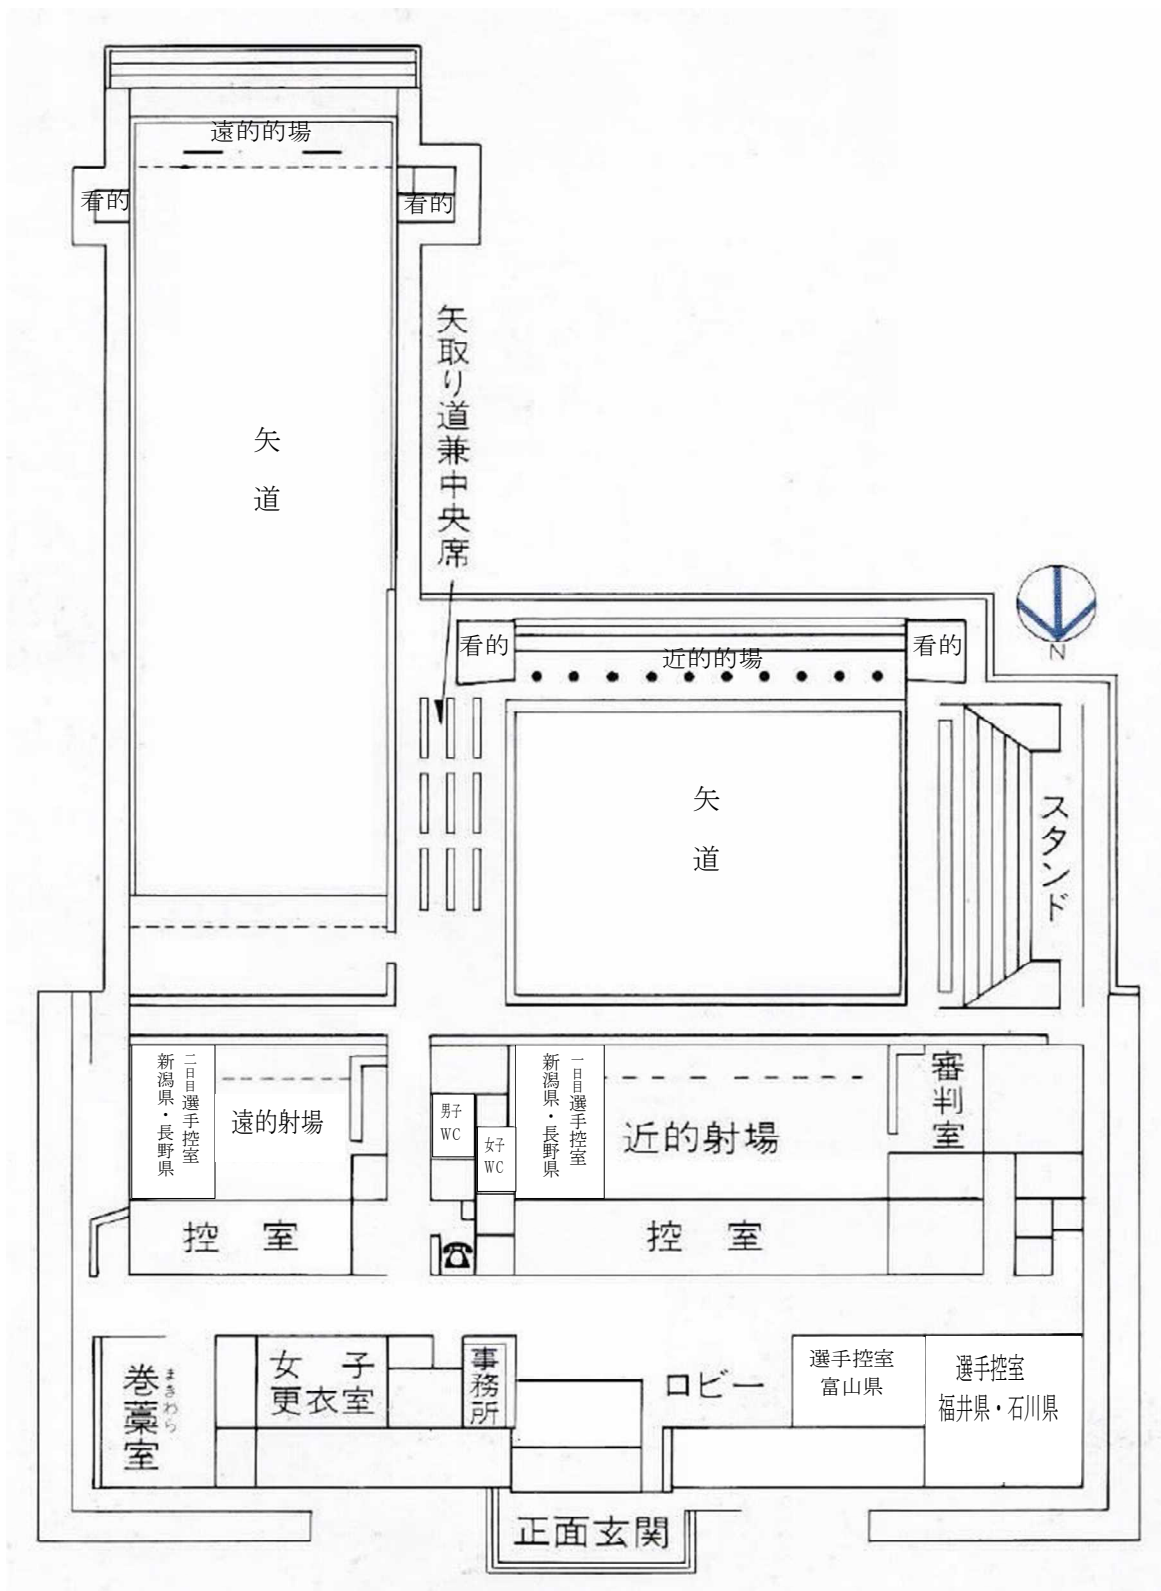 遠的的場
看的
看的
矢取り道兼中央席
矢
道
N
看的
近的的場
看的
矢
道
スタンド
二日目選手控室
新潟県・長野県
遠的射場
男子
WC
女子
WC
一日目選手控室
新潟県・長野県
近的射場
審判室
控室
控室
巻藁室
まきわら
女子
更衣室
事務所
ロビー
選手控室
富山県
選手控室
福井県・石川県
正面玄関